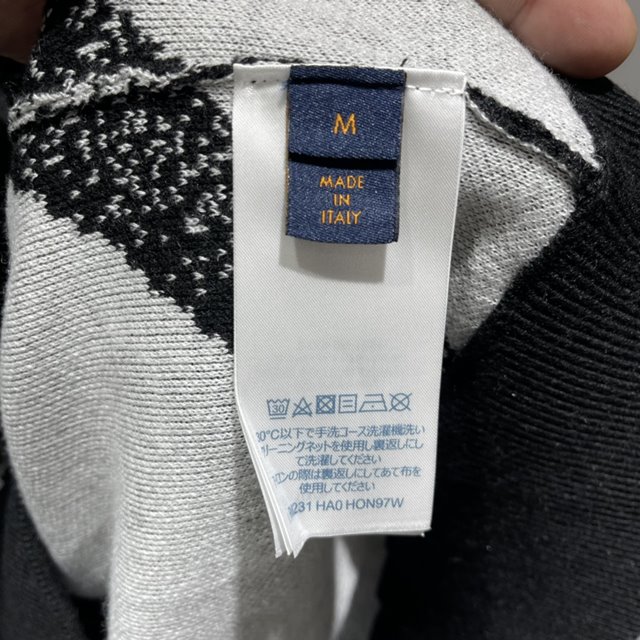 M
MADE
IN
ITALY
30
0°C以下で手洗コース洗濯機洗い
リーニングネットを使用し裏返しにし
て洗濯してください
ロンの際は裏返しにしてあて布を
使用してください
231 HA0 HON97W